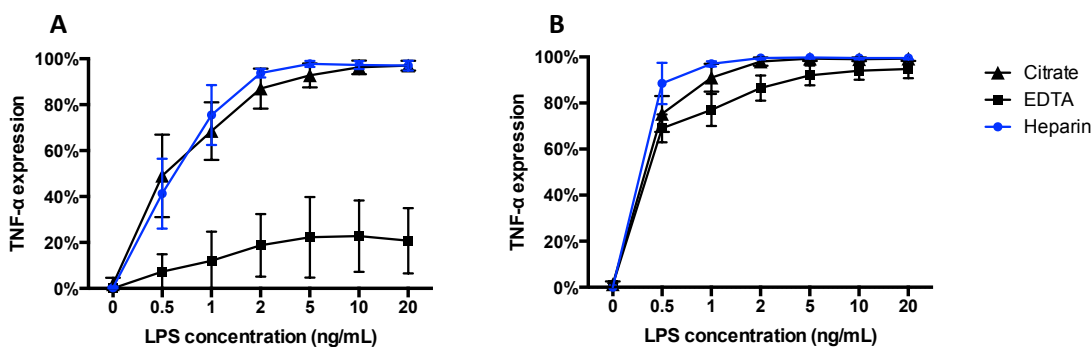 A
TNF-α expression
100%
80%
60%
40%
20%
0%
0 0.5 1 2 5 10 20
LPS concentration (ng/mL)
B
TNF-α expression
100%
80%
60%
40%
20%
0%
0 0.5 1 2 5 10 20
LPS concentration (ng/mL)
Citrate
EDTA
Heparin